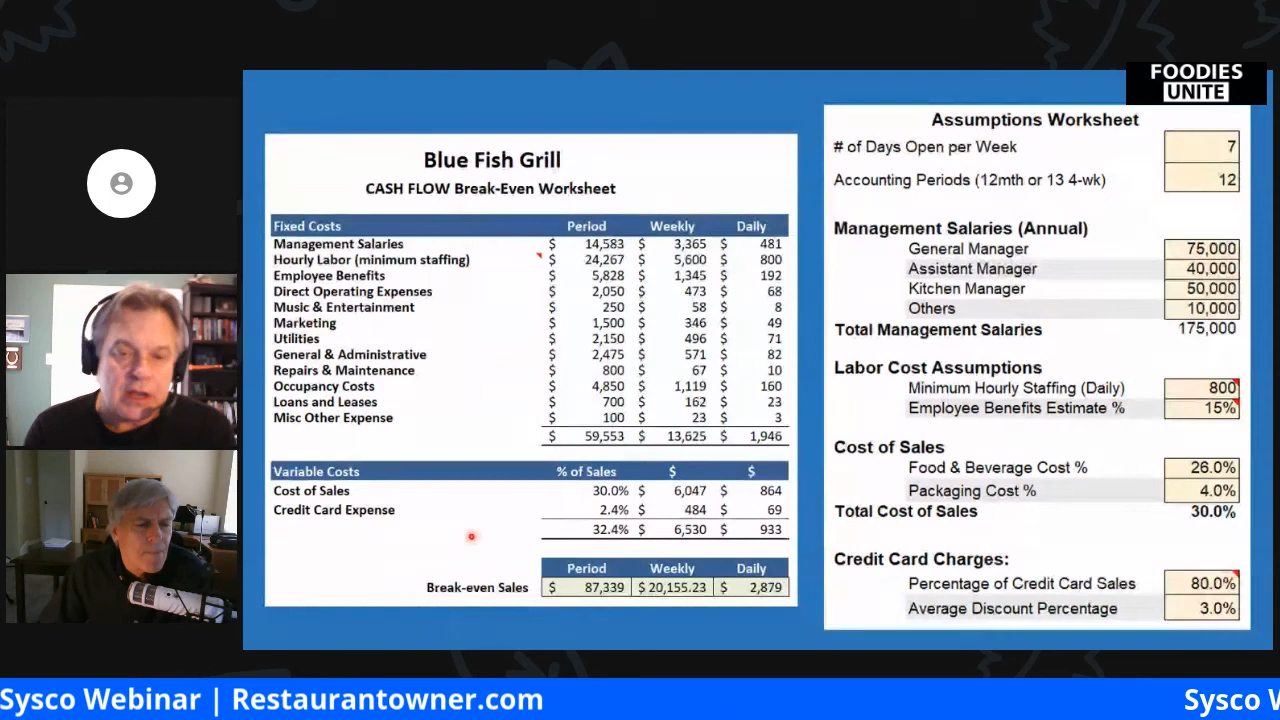 FOODIES
UNITE
Blue Fish Grill
CASH FLOW Break-Even Worksheet
Fixed Costs Period Weekly Daily
Management Salaries $ 14,583 $ 3,365 $ 481
Hourly Labor (minimum staffing) $ 24,267 $ 5,600 $ 800
Employee Benefits $ 5,828 $ 1,345 $ 192
Direct Operating Expenses $ 2,050 $ 473 $ 68
Music & Entertainment $ 250 $ 58 $ 8
Marketing $ 1,500 $ 346 $ 49
Utilities $ 2,150 $ 496 $ 71
General & Administrative $ 2,475 $ 571 $ 82
Repairs & Maintenance $ 800 $ 67 $ 10
Occupancy Costs $ 4,850 $ 1,119 $ 160
Loans and Leases $ 700 $ 162 $ 23
Misc Other Expense $ 100 $ 23 $ 3
$ 59,553 $ 13,625 $ 1,946
Variable Costs % of Sales $ $
Cost of Sales 30.0% $ 6,047 $ 864
Credit Card Expense 2.4% $ 484 $ 69
32.4% $ 6,530 $ 933
Period Weekly Daily
Break-even Sales $ 87,339 $ 20,155.23 $ 2,879
Assumptions Worksheet
# of Days Open per Week 7
Accounting Periods (12mth or 13 4-wk) 12
Management Salaries (Annual)
General Manager 75,000
Assistant Manager 40,000
Kitchen Manager 50,000
Others 10,000
Total Management Salaries 175,000
Labor Cost Assumptions
Minimum Hourly Staffing (Daily) 800
Employee Benefits Estimate % 15%
Cost of Sales
Food & Beverage Cost % 26.0%
Packaging Cost % 4.0%
Total Cost of Sales 30.0%
Credit Card Charges:
Percentage of Credit Card Sales 80.0%
Average Discount Percentage 3.0%
Sysco Webinar | Restaurantowner.com Sysco W